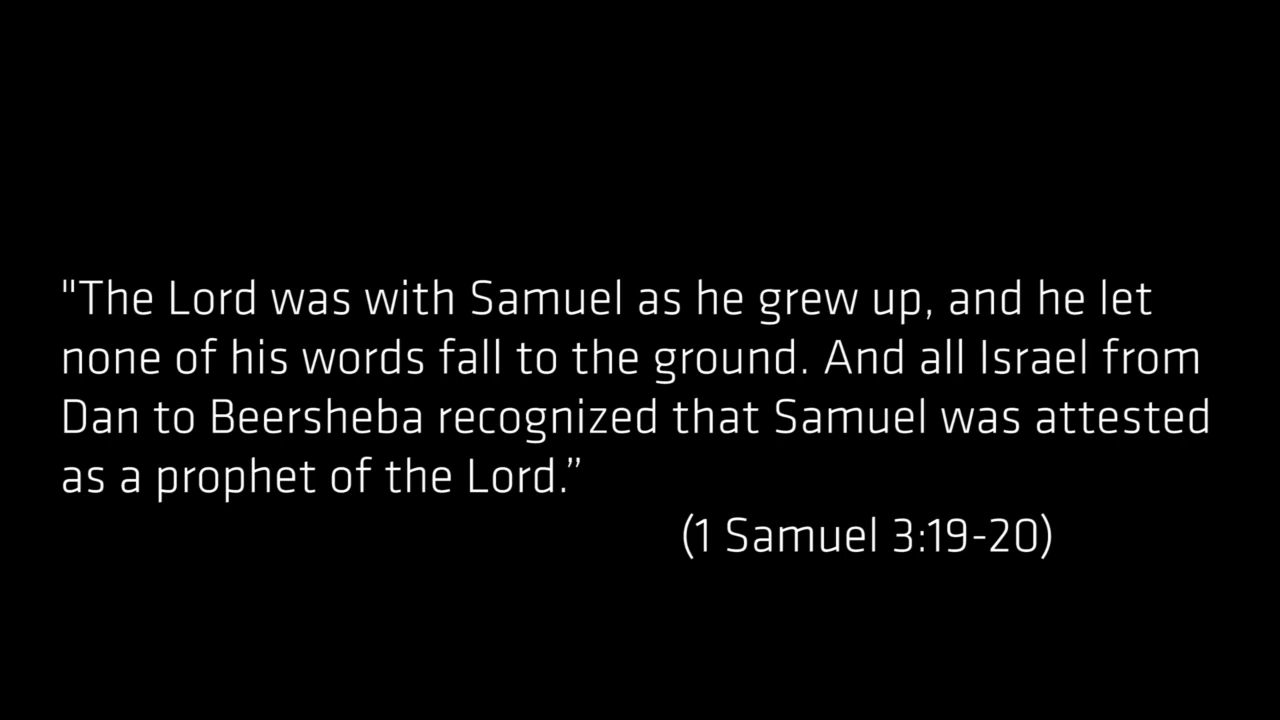 "The Lord was with Samuel as he grew up, and he let
none of his words fall to the ground. And all Israel from
Dan to Beersheba recognized that Samuel was attested
as a prophet of the Lord.”
(1 Samuel 3:19-20)